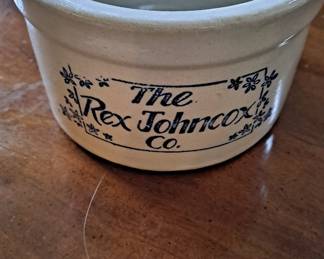 The
Rex Johncox
Co.